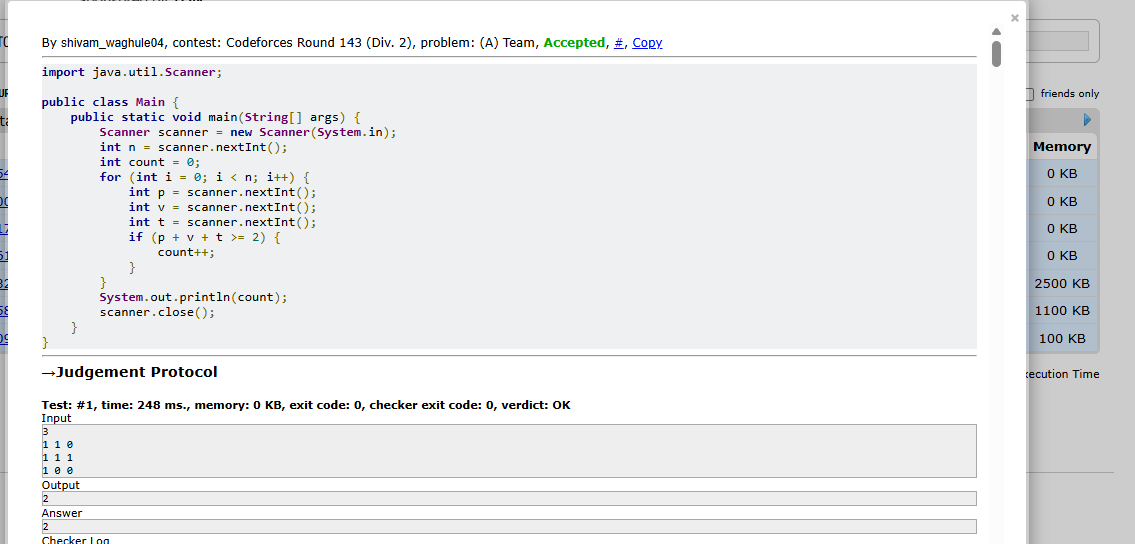 ×
By shivam_waghule04, contest: Codeforces Round 143 (Div. 2), problem: (A) Team, Accepted, #, Copy
import java.util.Scanner;
public class Main {
    public static void main(String[] args) {
        Scanner scanner = new Scanner(System.in);
        int n = scanner.nextInt();
        int count = 0;
        for (int i = 0; i < n; i++) {
            int p = scanner.nextInt();
            int v = scanner.nextInt();
            int t = scanner.nextInt();
            if (p + v + t >= 2) {
                count++;
            }
        }
        System.out.println(count);
        scanner.close();
    }
}
→Judgement Protocol
Test: #1, time: 248 ms., memory: 0 KB, exit code: 0, checker exit code: 0, verdict: OK
Input
3
1 1 0
1 1 1
1 0 0
Output
2
Answer
2
Checker Log
friends only
Memory
0 KB
0 KB
0 KB
0 KB
2500 KB
1100 KB
100 KB
Time